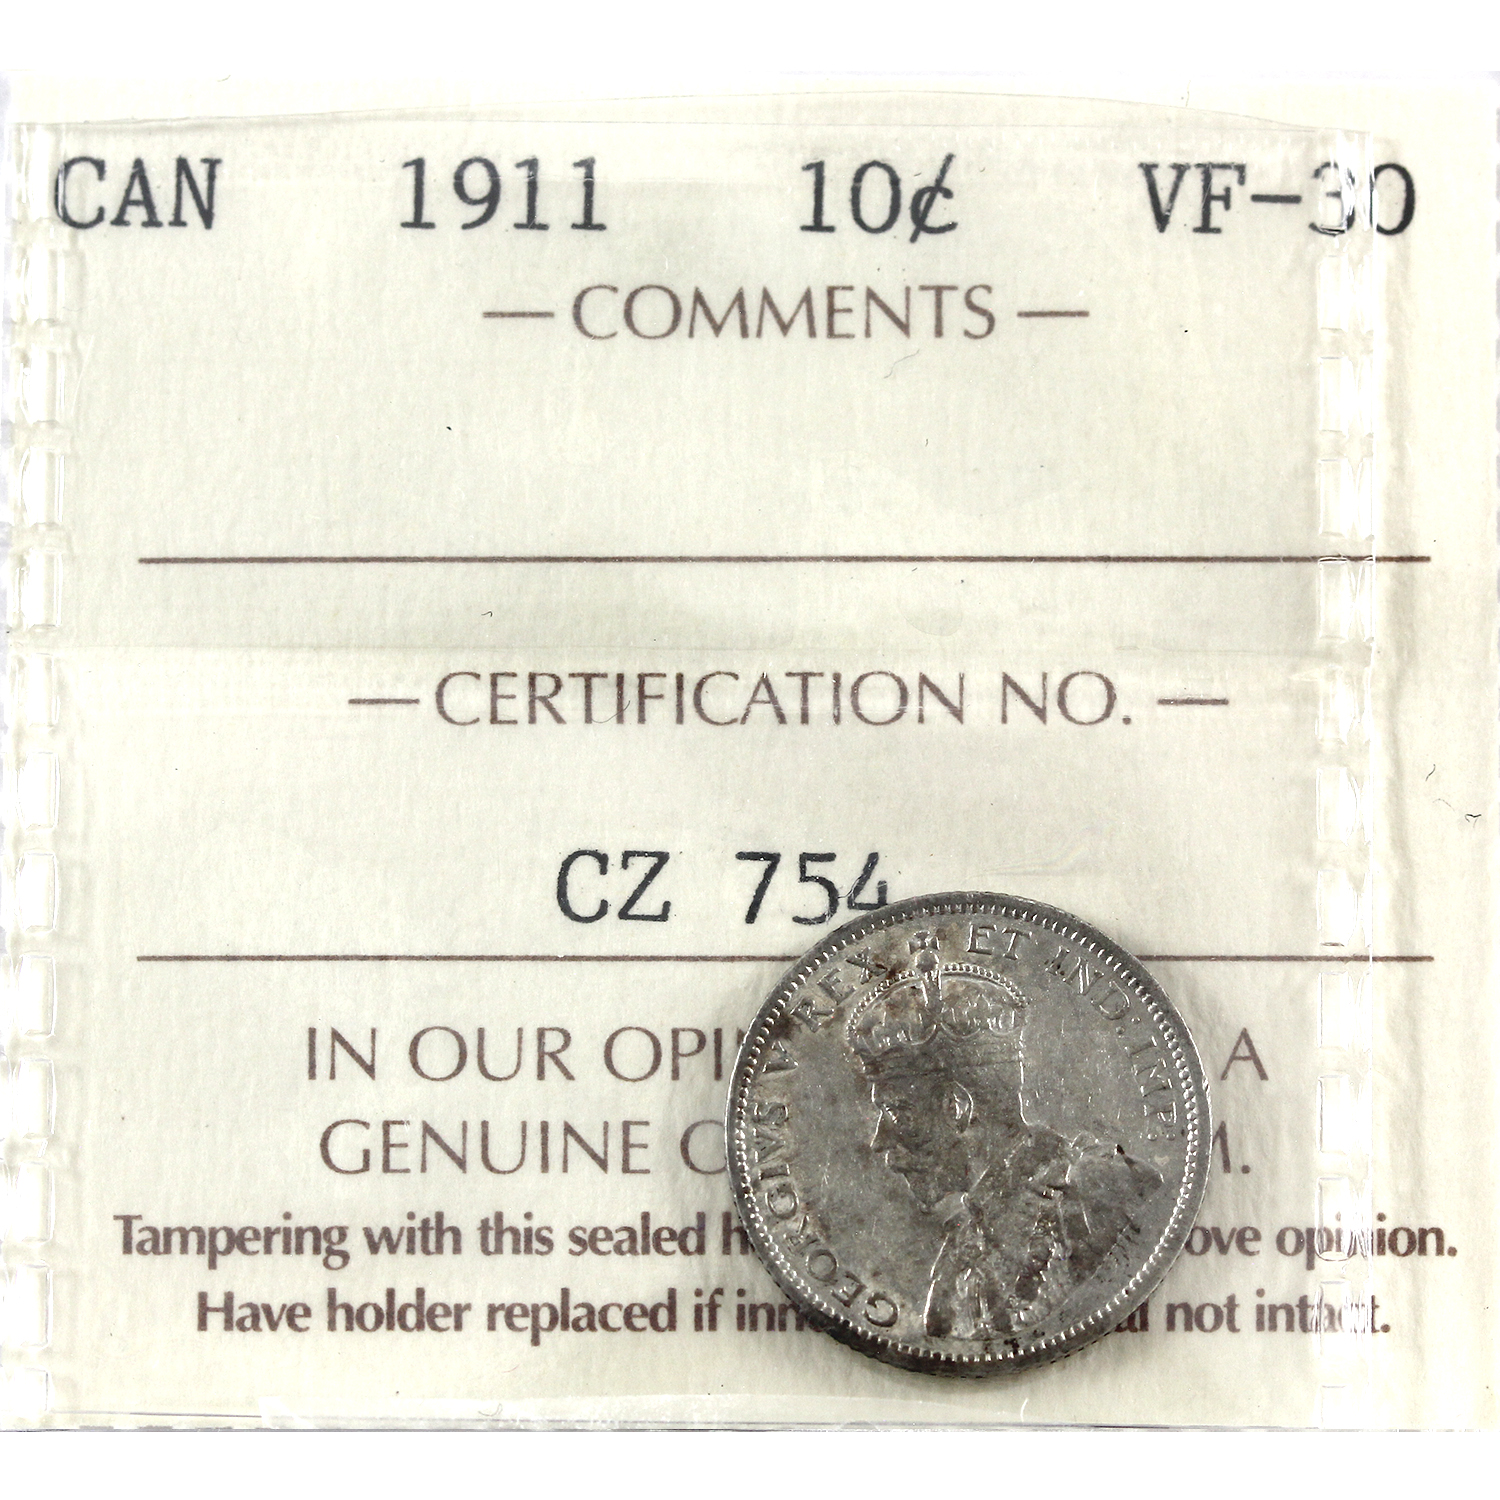 CAN 1911 10¢ VF-30
— COMMENTS —
— CERTIFICATION NO. —
CZ 754
IN OUR OPI A
GENUINE C M.
Tampering with this sealed h ove opinion.
Have holder replaced if inn al not intact.
GEORGIVS V REX ET IND: IMP: